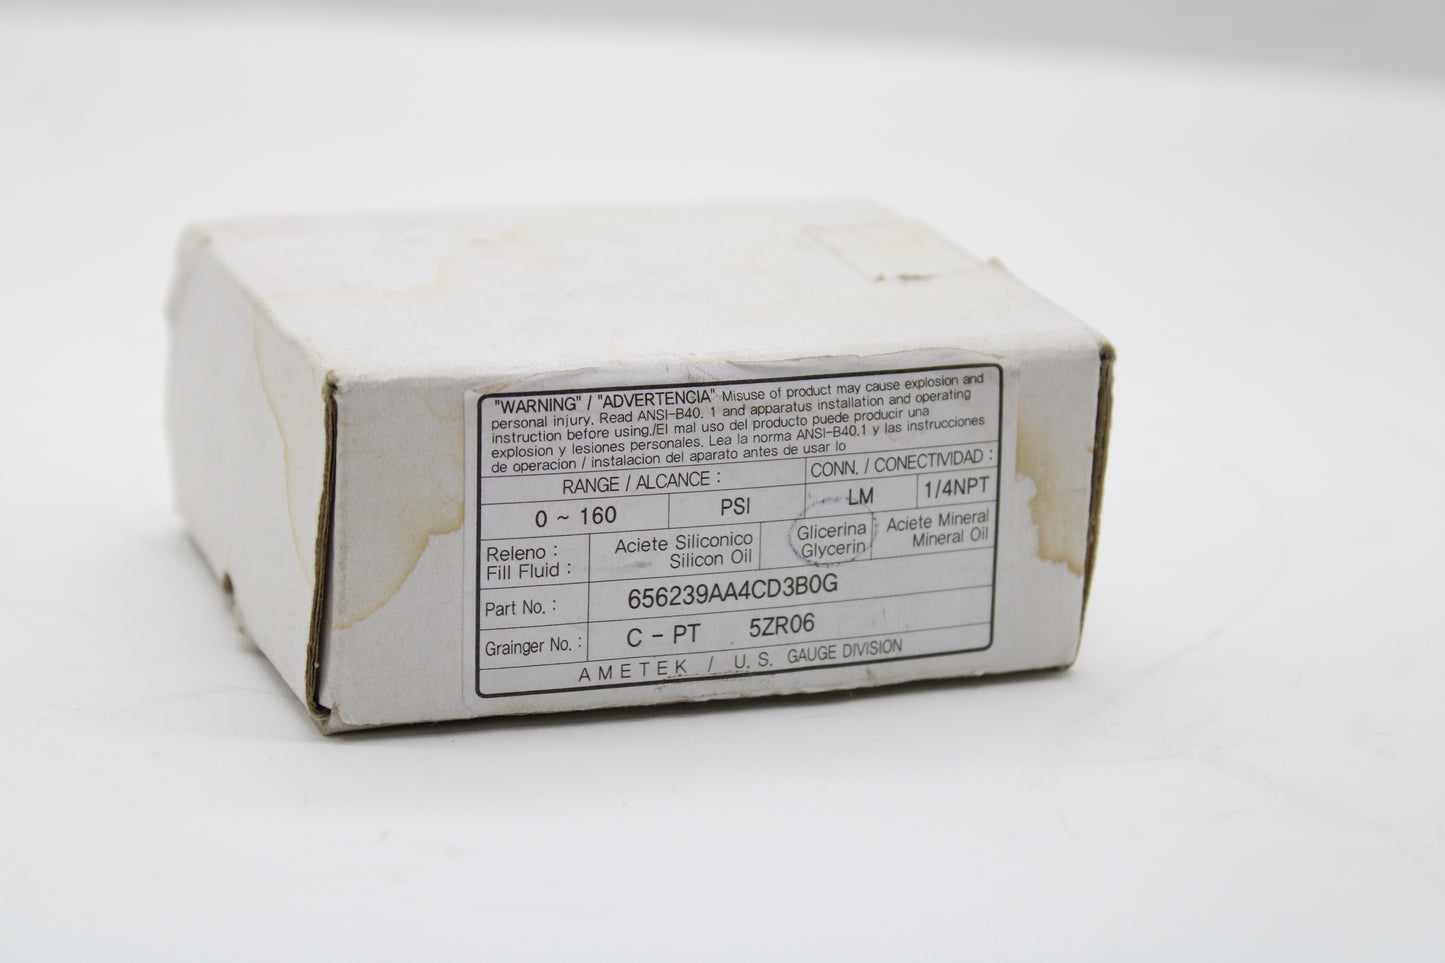 "WARNING" / "ADVERTENCIA" Misuse of product may cause explosion and
personal injury. Read ANSI-B40. 1 and apparatus installation and operating
instruction before using./El mal uso del producto puede producir una
explosion y lesiones personales. Lea la norma ANSI-B40.1 y las instrucciones
de operacion / instalacion del aparato antes de usar lo
RANGE / ALCANCE : CONN. / CONECTIVIDAD :
0 ~ 160 PSI LM 1/4NPT
Releno : Aciete Siliconico Glicerina Aciete Mineral
Fill Fluid : Silicon Oil Glycerin Mineral Oil
Part No. : 656239AA4CD3B0G
Grainger No. : C - PT 5ZR06
AMETEK / U.S. GAUGE DIVISION